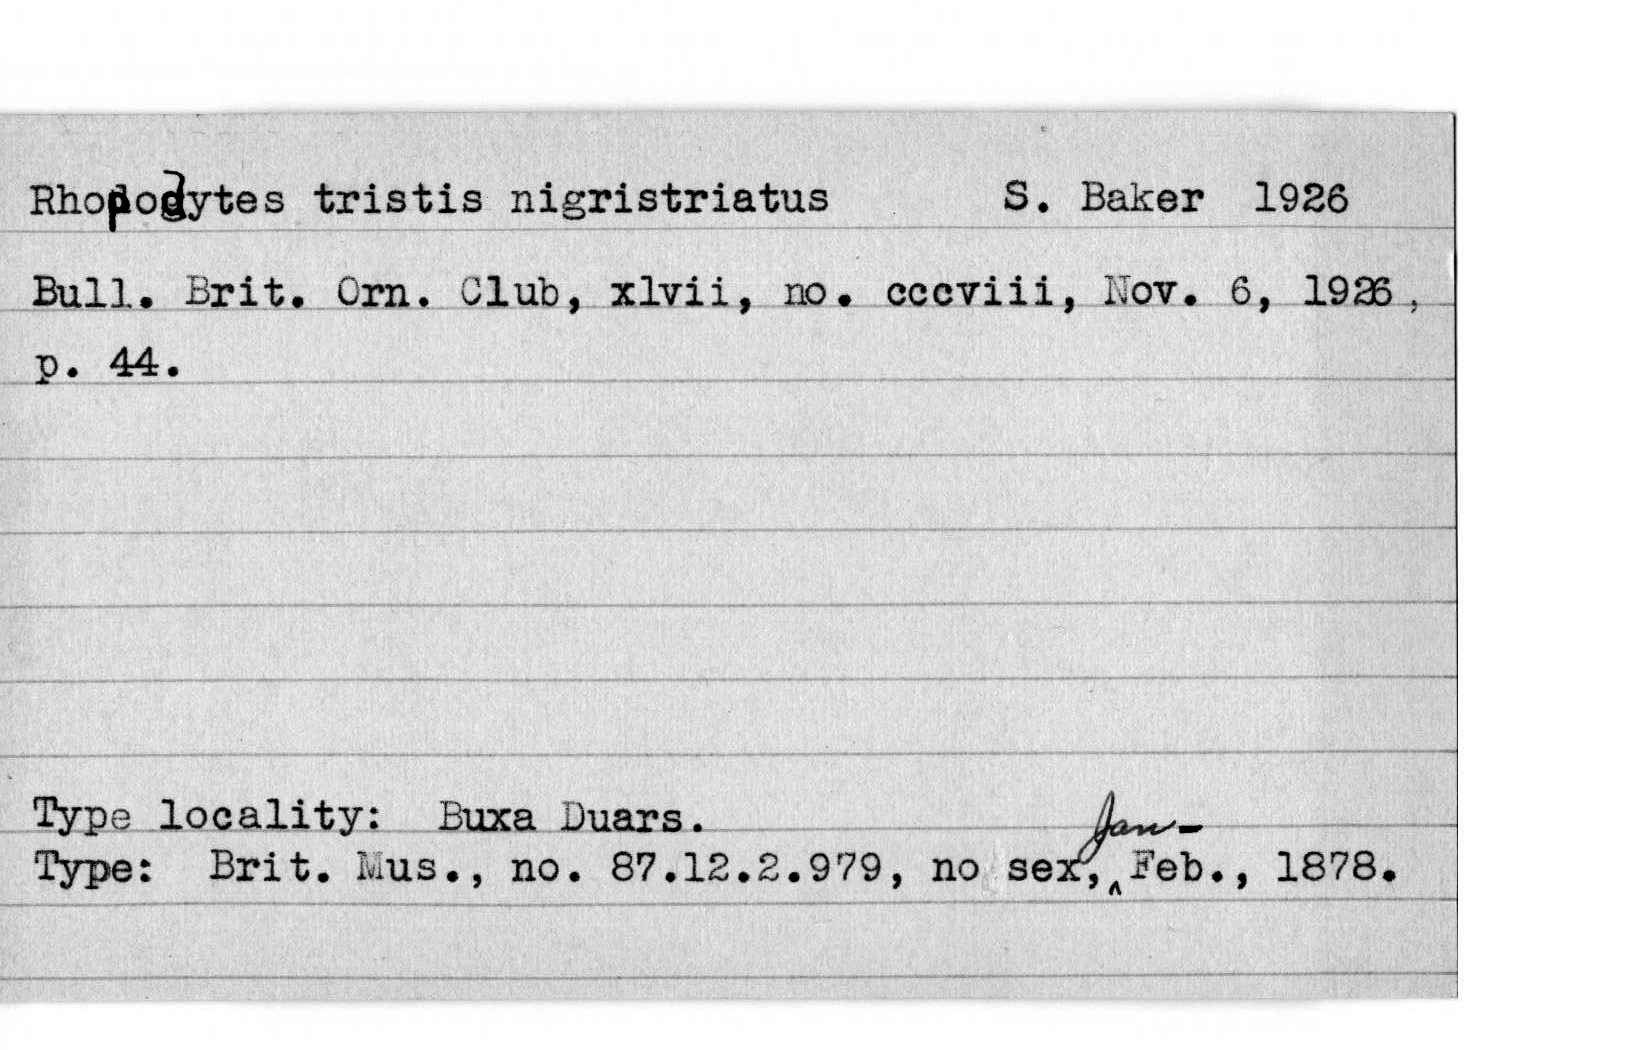 Rhopodytes tristis nigristriatus S. Baker 1926
Bull. Brit. Orn. Club, xlvii, no. cccviii, Nov. 6, 1926,
p. 44.
Type locality: Buxa Duars.
Type: Brit. Mus., no. 87.12.2.979, no sex, Jan- Feb., 1878.